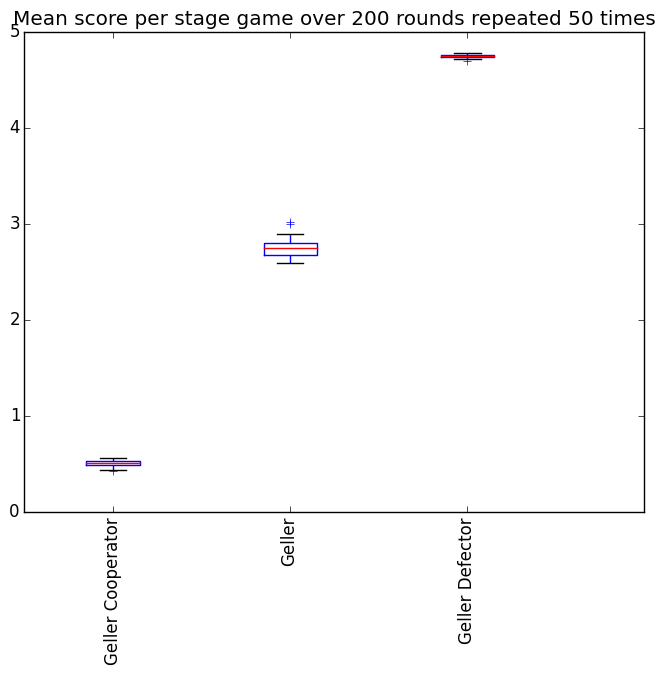 Mean score per stage game over 200 rounds repeated 50 times
5
4
3
2
1
0
Geller Cooperator
Geller
Geller Defector